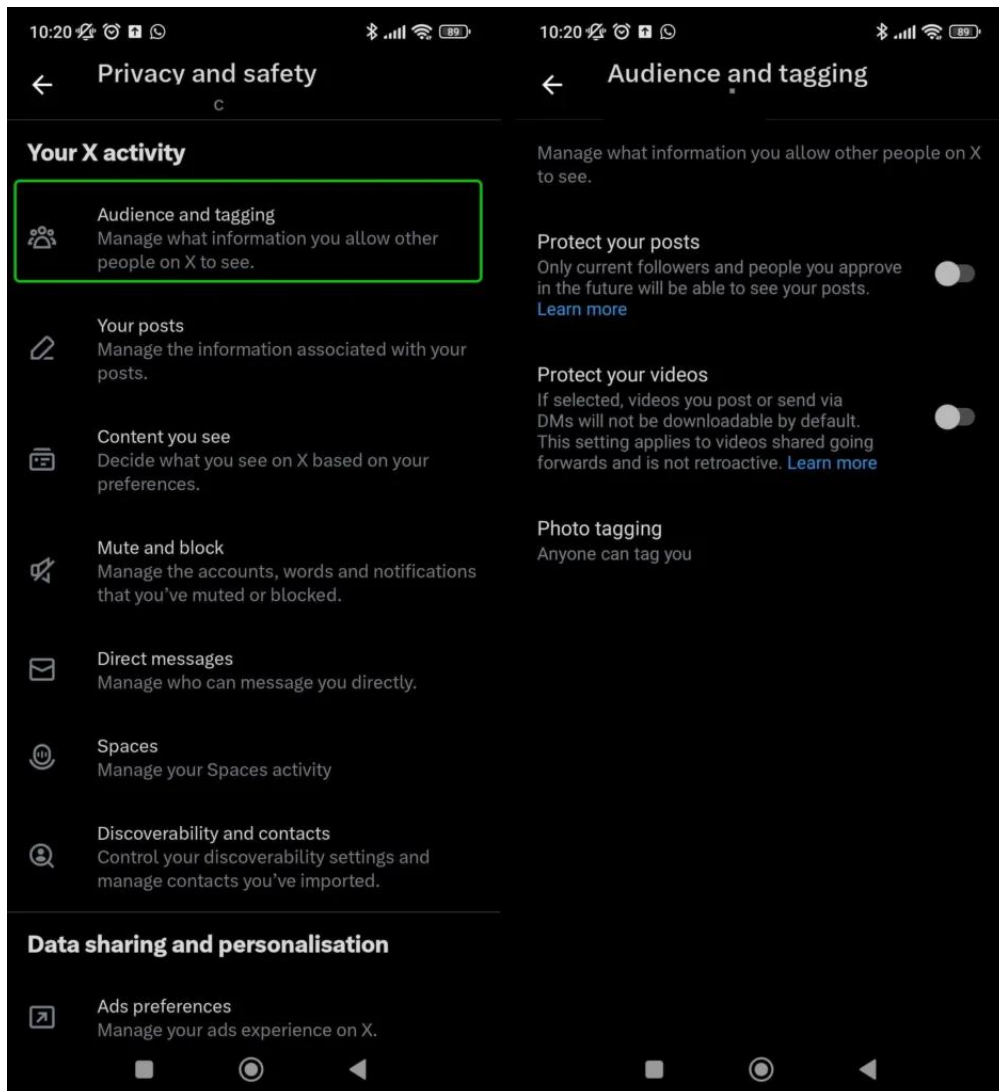 10:20
89
Privacy and safety
c
Your X activity
Audience and tagging
Manage what information you allow other
people on X to see.
Your posts
Manage the information associated with your
posts.
Content you see
Decide what you see on X based on your
preferences.
Mute and block
Manage the accounts, words and notifications
that you've muted or blocked.
Direct messages
Manage who can message you directly.
Spaces
Manage your Spaces activity
Discoverability and contacts
Control your discoverability settings and
manage contacts you've imported.
Data sharing and personalisation
Ads preferences
Manage your ads experience on X.
10:20
89
Audience and tagging
Manage what information you allow other people on X
to see.
Protect your posts
Only current followers and people you approve
in the future will be able to see your posts.
Learn more
Protect your videos
If selected, videos you post or send via
DMs will not be downloadable by default.
This setting applies to videos shared going
forwards and is not retroactive. Learn more
Photo tagging
Anyone can tag you